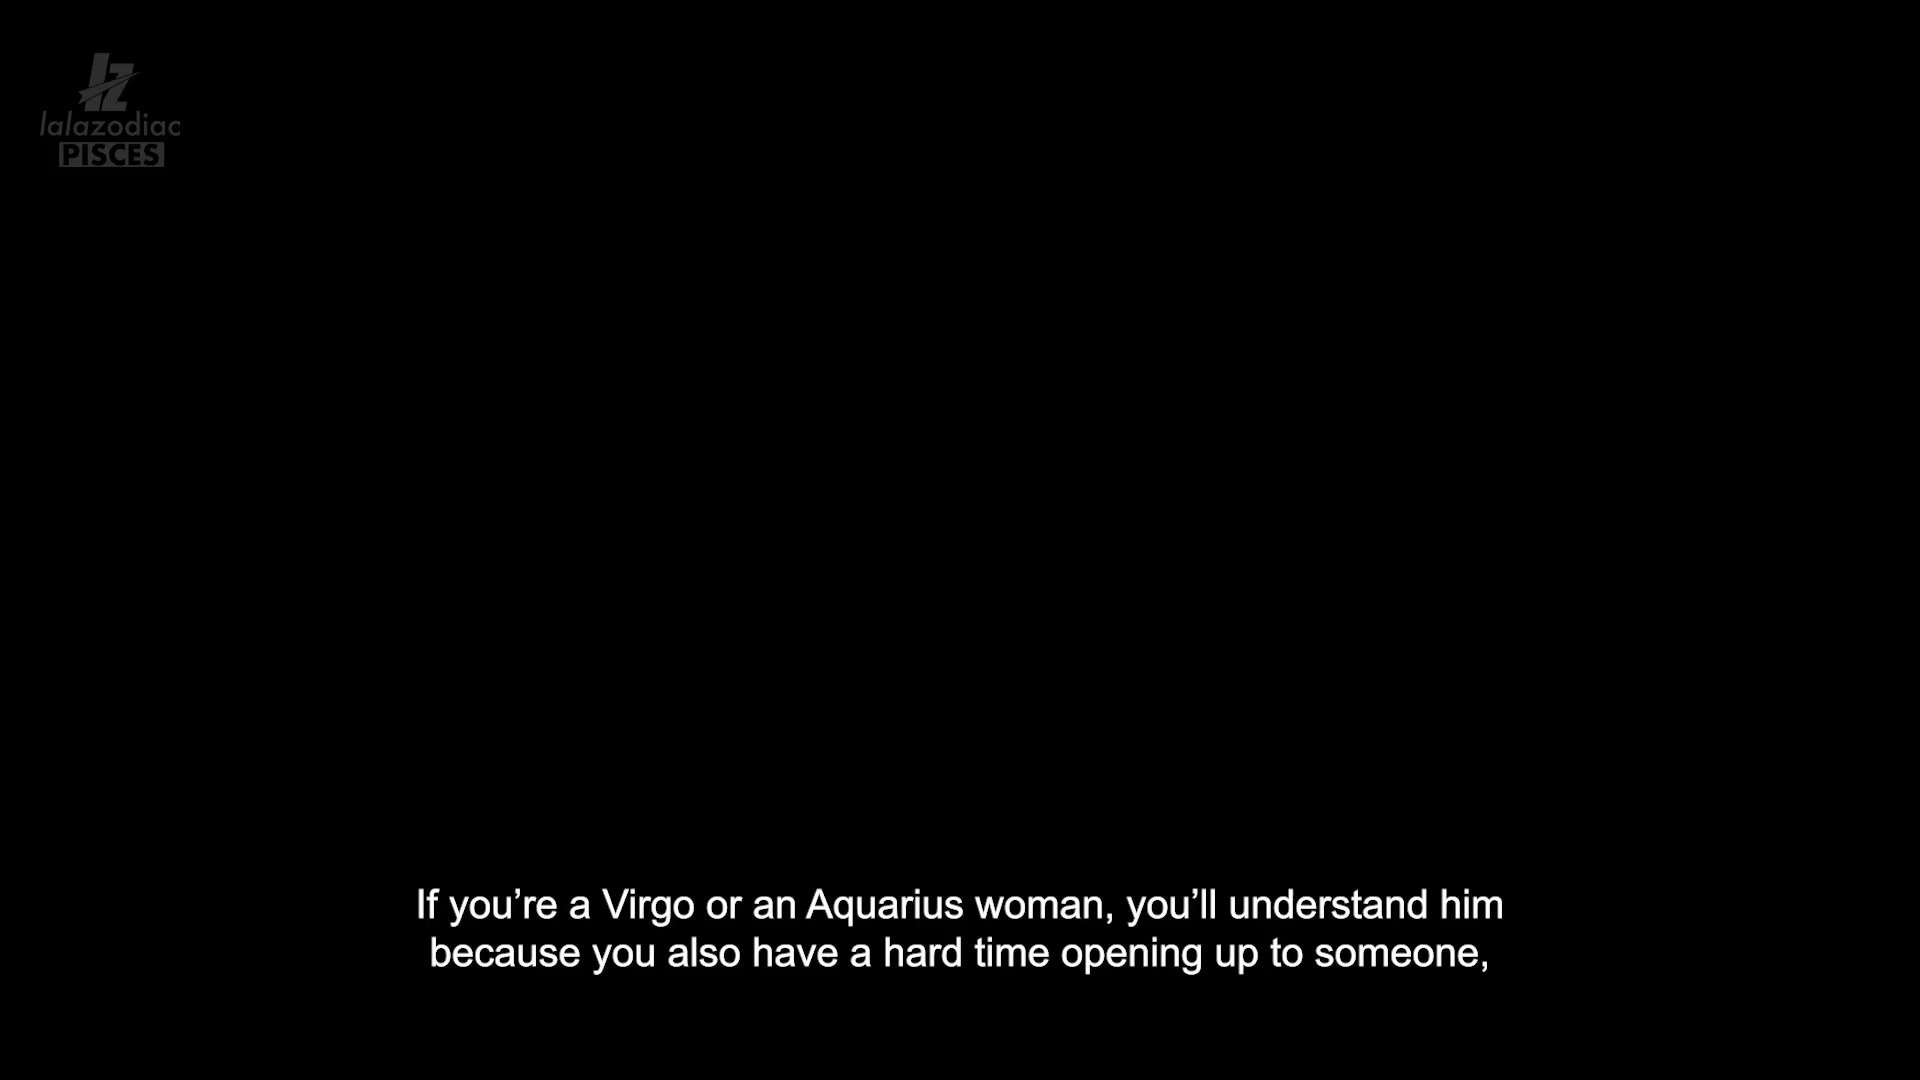 lz
lalazodiac
PISCES
If you’re a Virgo or an Aquarius woman, you’ll understand him
because you also have a hard time opening up to someone,